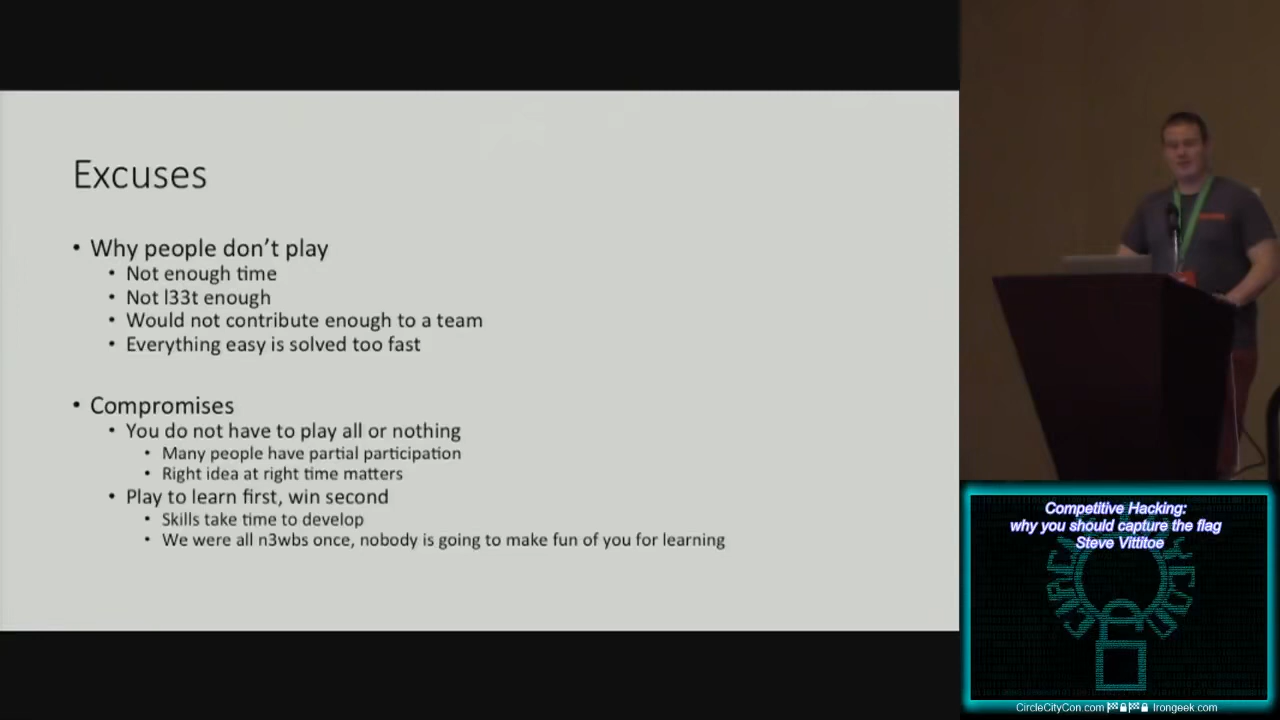 Excuses
• Why people don’t play
• Not enough time
• Not l33t enough
• Would not contribute enough to a team
• Everything easy is solved too fast
• Compromises
• You do not have to play all or nothing
• Many people have partial participation
• Right idea at right time matters
• Play to learn first, win second
• Skills take time to develop
• We were all n3wbs once, nobody is going to make fun of you for learning
Competitive Hacking:
why you should capture the flag
Steve Vittitoe
CircleCityCon.com Irongeek.com